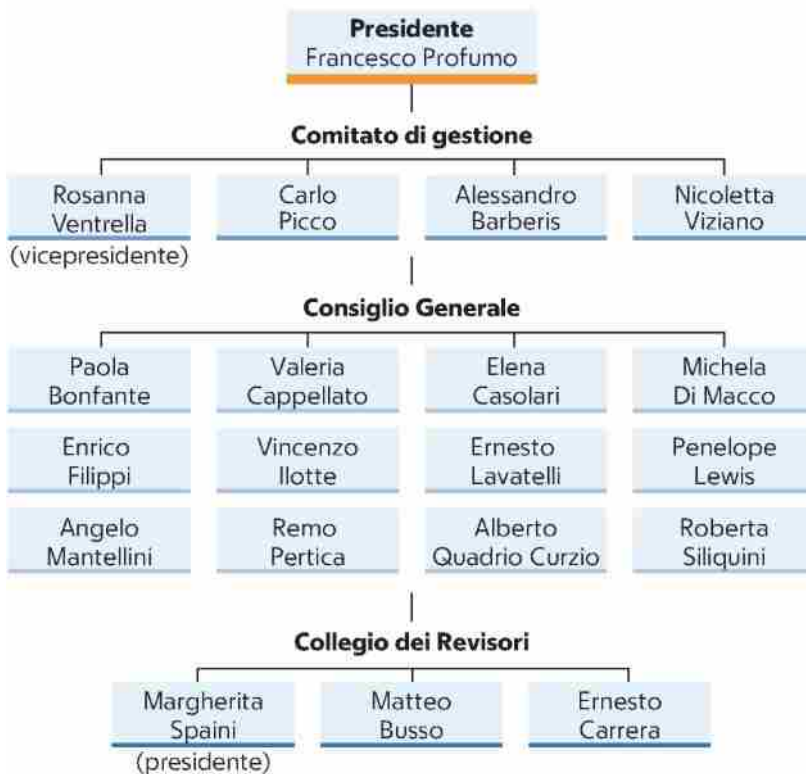 Presidente
Francesco Profumo
Comitato di gestione
Rosanna
Ventrella
(vicepresidente)
Carlo
Picco
Alessandro
Barberis
Nicoletta
Viziano
Consiglio Generale
Paola
Bonfante
Valeria
Cappellato
Elena
Casolari
Michela
Di Macco
Enrico
Filippi
Vincenzo
Ilotte
Ernesto
Lavatelli
Penelope
Lewis
Angelo
Mantellini
Remo
Pertica
Alberto
Quadrio Curzio
Roberta
Siliquini
Collegio dei Revisori
Margherita
Spaini
(presidente)
Matteo
Busso
Ernesto
Carrera